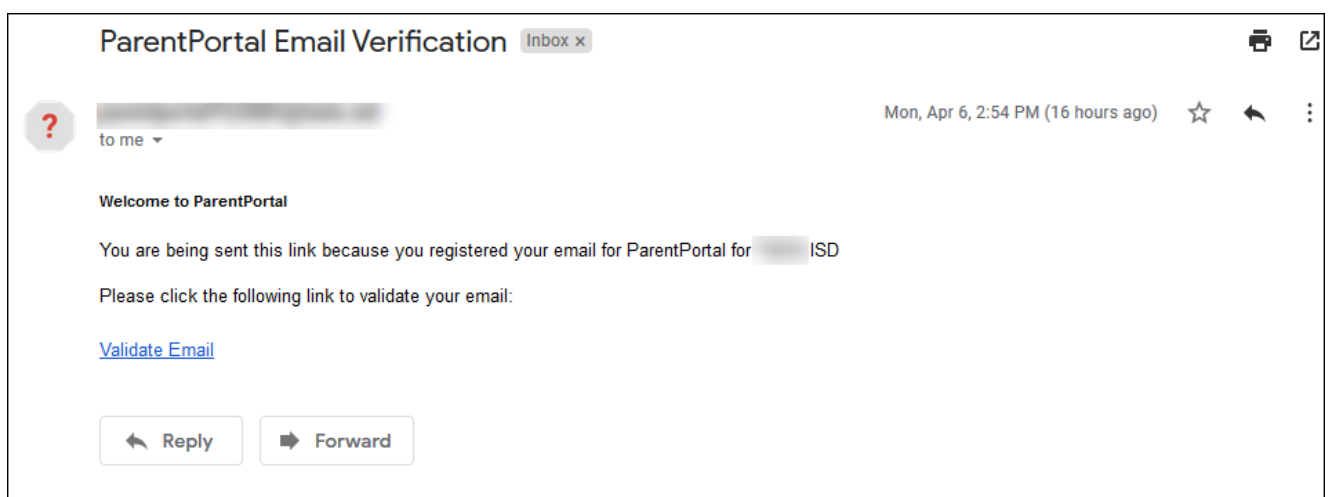 ParentPortal Email Verification Inbox x
Mon, Apr 6, 2:54 PM (16 hours ago)
?
to me
Welcome to ParentPortal
You are being sent this link because you registered your email for ParentPortal for ISD
Please click the following link to validate your email:
Validate Email
Reply Forward